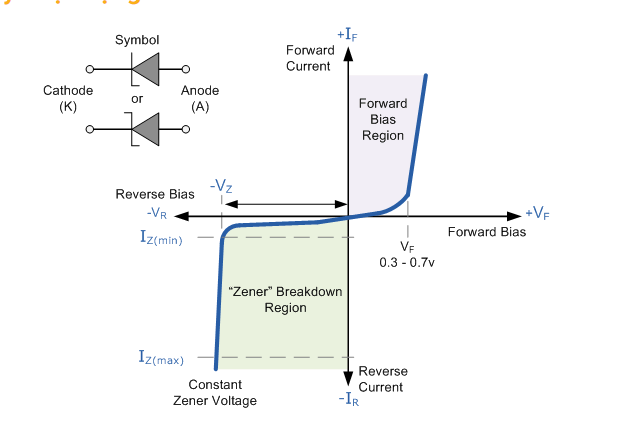 Symbol
Cathode
(K)
or
Anode
(A)
+IF
Forward
Current
Forward
Bias
Region
Reverse Bias
-VZ
-VR
+VF
Forward Bias
IZ(min)
VF
0.3 - 0.7v
“Zener” Breakdown
Region
IZ(max)
Constant
Zener Voltage
Reverse
Current
-IR